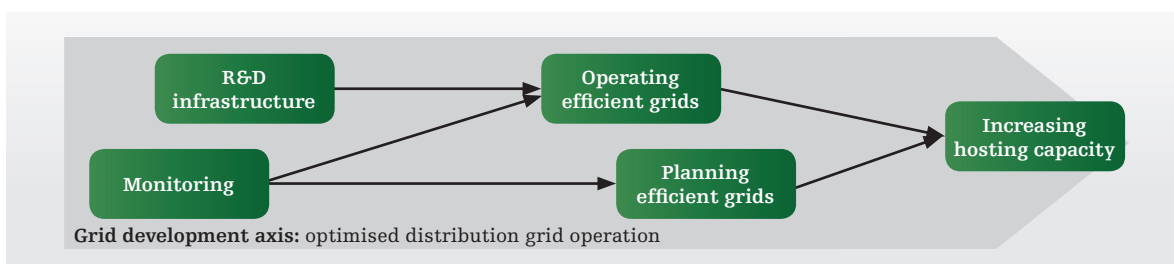 R&D
infrastructure
Operating
efficient grids
Increasing
hosting capacity
Monitoring
Planning
efficient grids
Grid development axis: optimised distribution grid operation